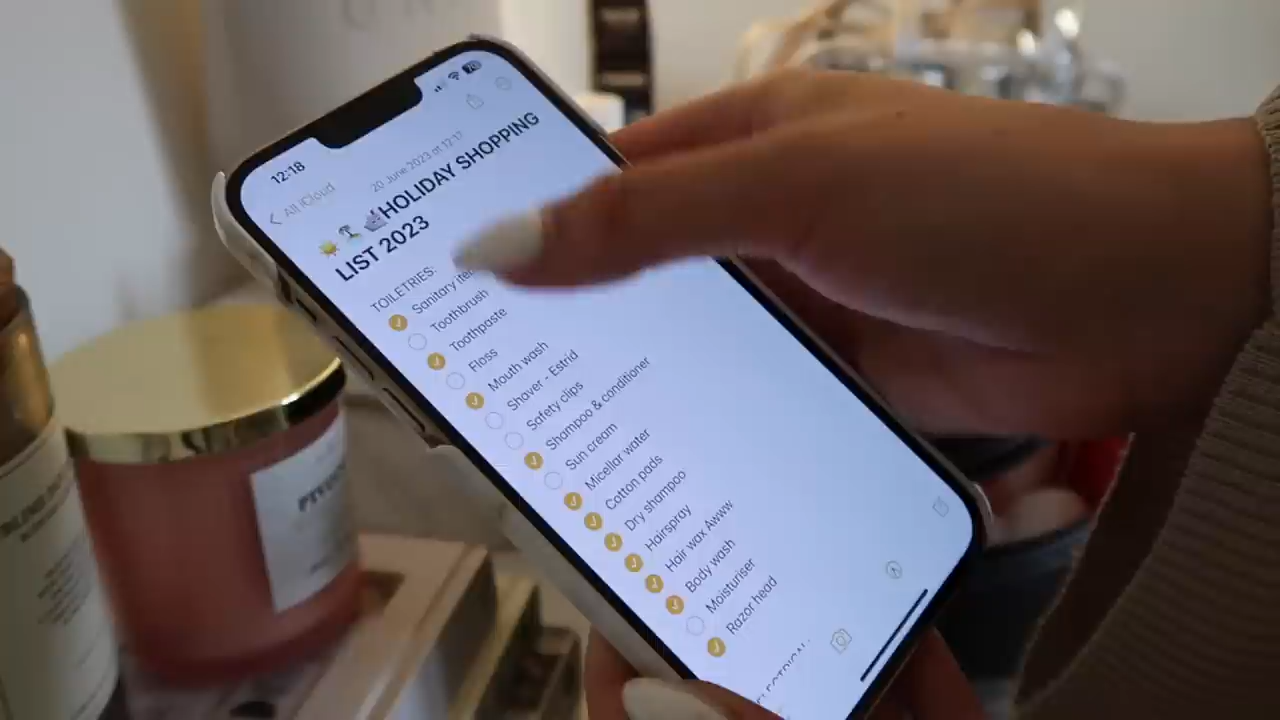 12:18
All iCloud
20 June 2023 at 12:17
HOLIDAY SHOPPING
LIST 2023
TOILETRIES:
Sanitary
Toothbrush
Toothpaste
Floss
Mouth wash
Shaver - Estrid
Safety clips
Shampoo & conditioner
Sun cream
Micellar water
Cotton pads
Dry shampoo
Hairspray
Hair wax Awww
Body wash
Moisturiser
Razor head